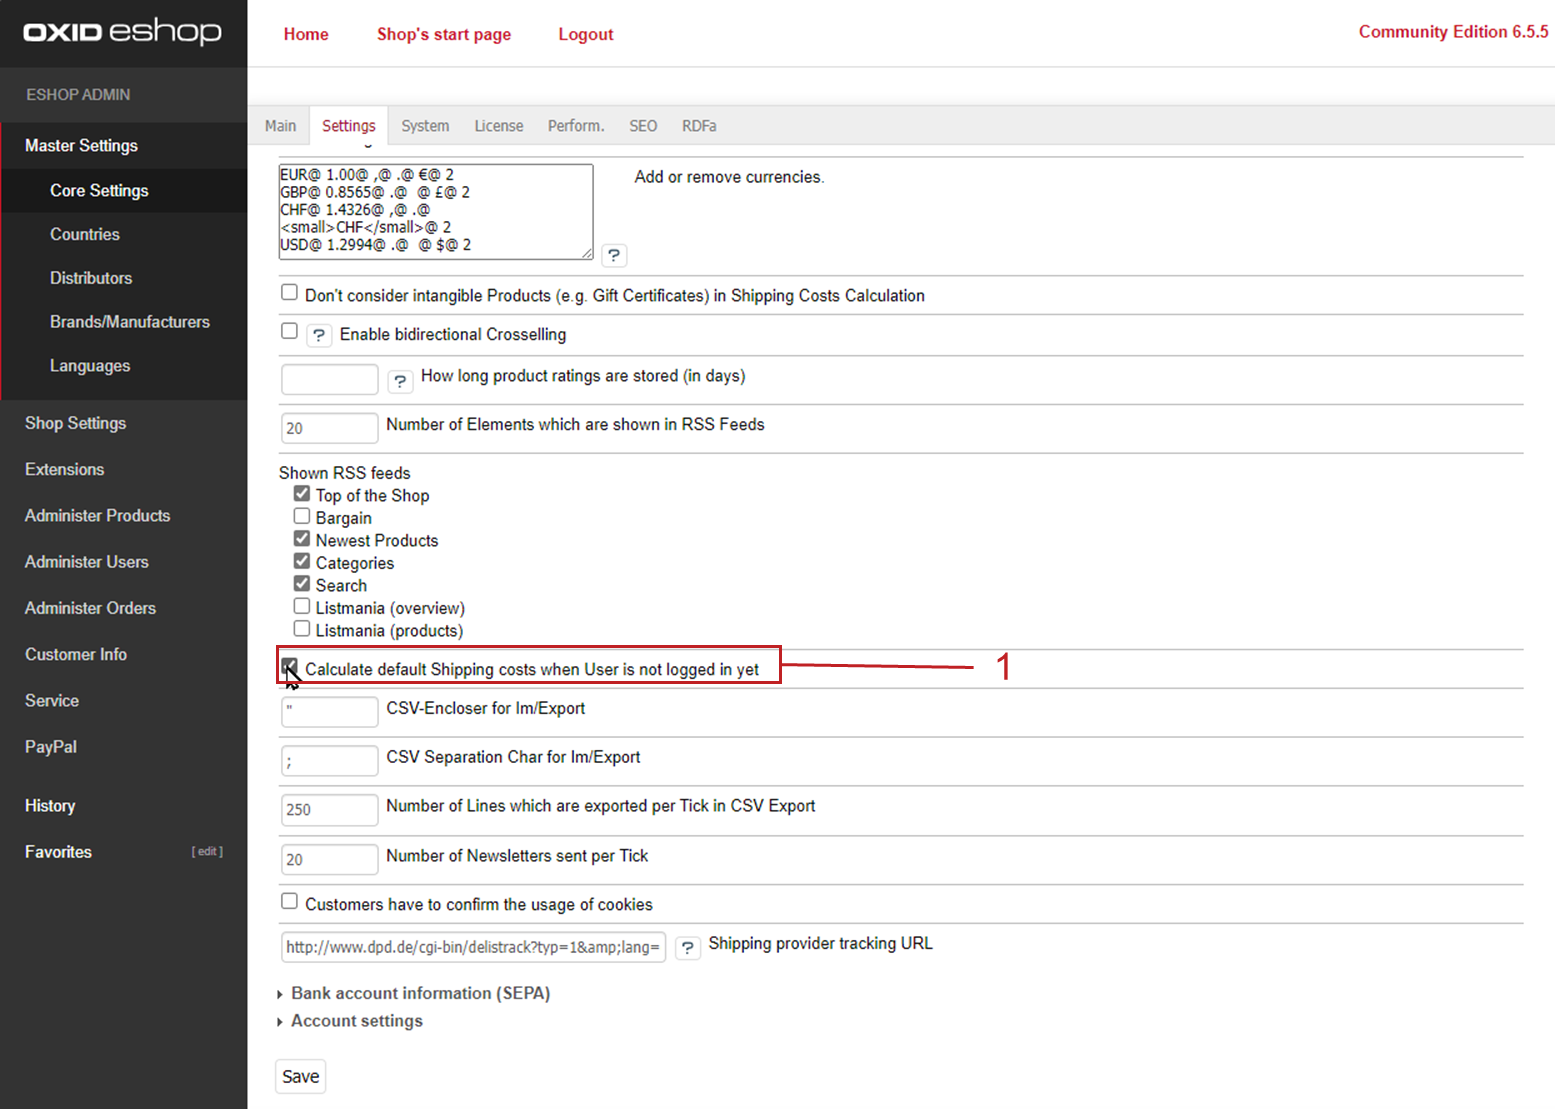 OXID eshop
Home
Shop's start page
Logout
Community Edition 6.5.5
ESHOP ADMIN
Master Settings
Core Settings
Countries
Distributors
Brands/Manufacturers
Languages
Shop Settings
Extensions
Administer Products
Administer Users
Administer Orders
Customer Info
Service
PayPal
History
Favorites
[ edit ]
Main
Settings
System
License
Perform.
SEO
RDFa
EUR@ 1.00@ ,@ .@ €@ 2
GBP@ 0.8565@ .@  @ £@ 2
CHF@ 1.4326@ ,@ .@
<small>CHF</small>@ 2
USD@ 1.2994@ .@  @ $@ 2
?
Add or remove currencies.
Don't consider intangible Products (e.g. Gift Certificates) in Shipping Costs Calculation
? Enable bidirectional Crosselling
? How long product ratings are stored (in days)
20 Number of Elements which are shown in RSS Feeds
Shown RSS feeds
Top of the Shop
Bargain
Newest Products
Categories
Search
Listmania (overview)
Listmania (products)
Calculate default Shipping costs when User is not logged in yet
1
" CSV-Encloser for Im/Export
; CSV Separation Char for Im/Export
250 Number of Lines which are exported per Tick in CSV Export
20 Number of Newsletters sent per Tick
Customers have to confirm the usage of cookies
http://www.dpd.de/cgi-bin/delistrack?typ=1&amp;lang= ? Shipping provider tracking URL
Bank account information (SEPA)
Account settings
Save